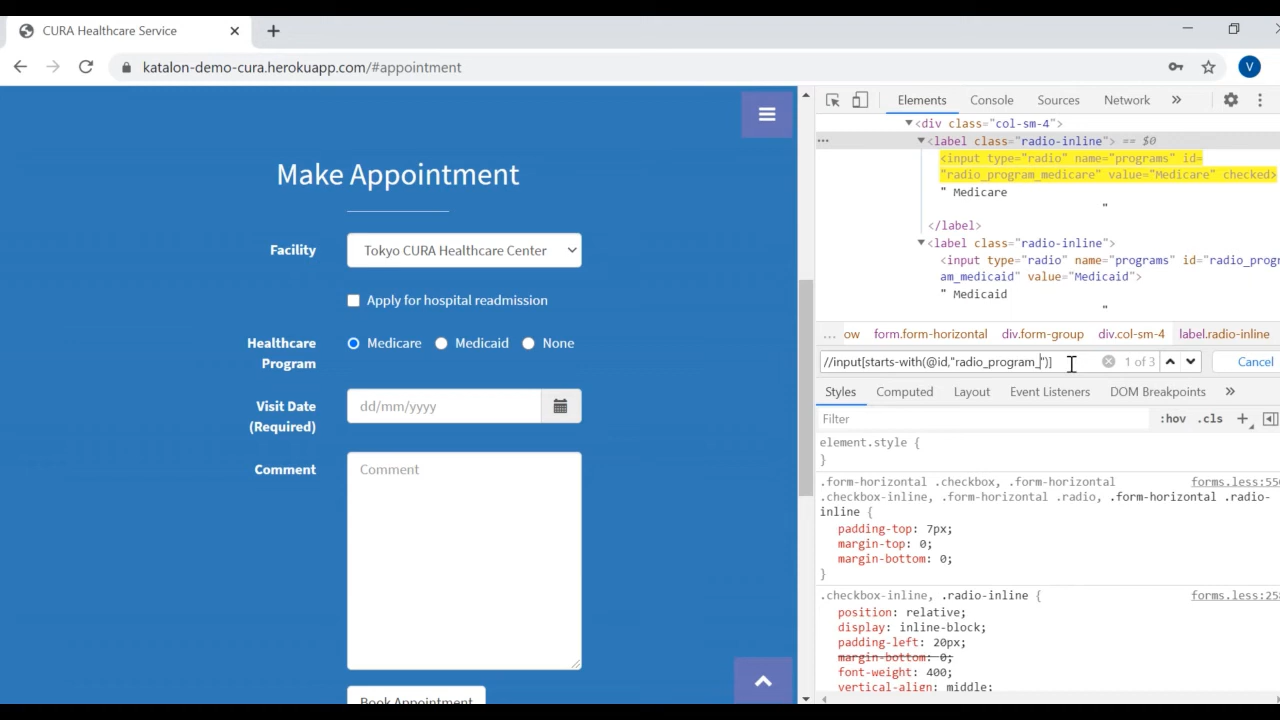 CURA Healthcare Service
katalon-demo-cura.herokuapp.com/#appointment
V
Make Appointment
Facility
Tokyo CURA Healthcare Center
Apply for hospital readmission
Healthcare
Program
Medicare
Medicaid
None
Visit Date
(Required)
dd/mm/yyyy
Comment
Comment
Book Appointment
Elements
Console
Sources
Network
<div class="col-sm-4">
<label class="radio-inline"> == $0
<input type="radio" name="programs" id=
"radio_program_medicare" value="Medicare" checked>
" Medicare
"
</label>
<label class="radio-inline">
<input type="radio" name="programs" id="radio_progr
am_medicaid" value="Medicaid">
" Medicaid
"
... ow form.form-horizontal div.form-group div.col-sm-4 label.radio-inline
//input[starts-with(@id,"radio_program_")]
1 of 3
Cancel
Styles
Computed
Layout
Event Listeners
DOM Breakpoints
Filter
:hov .cls +
element.style {
}
.form-horizontal .checkbox, .form-horizontal forms.less:550
.checkbox-inline, .form-horizontal .radio, .form-horizontal .radio-
inline {
padding-top: 7px;
margin-top: 0;
margin-bottom: 0;
}
.checkbox-inline, .radio-inline { forms.less:25
position: relative;
display: inline-block;
padding-left: 20px;
margin-bottom: 0;
font-weight: 400;
vertical-align: middle;